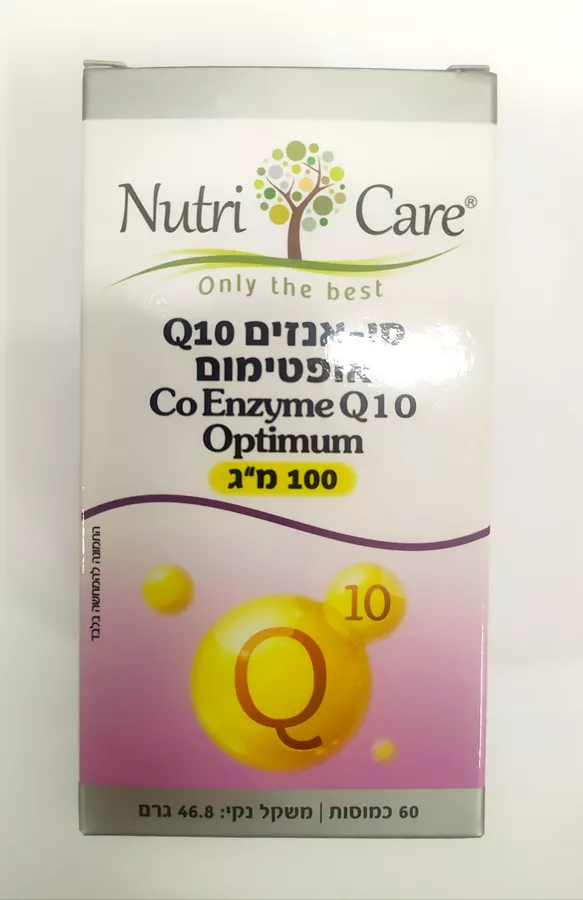 Nutri Care®
Only the best
קו-אנזים Q10
אופטימום
Co Enzyme Q10
Optimum
100 מ"ג
התמונה להמחשה בלבד
10
Q
60 כמוסות | משקל נקי: 46.8 גרם